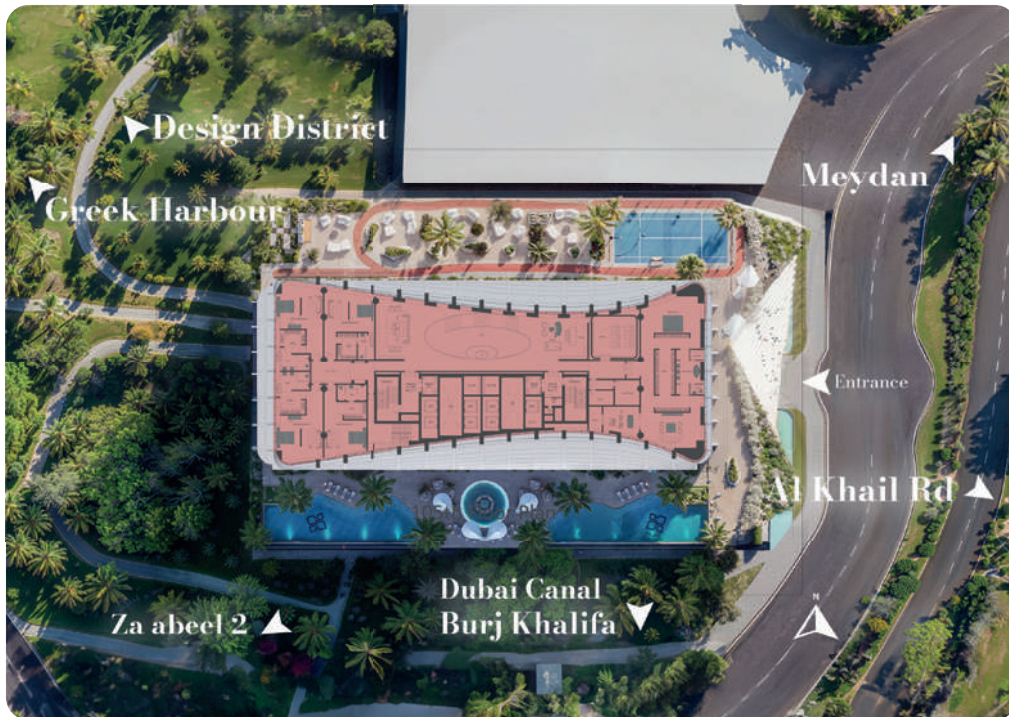 Design District
Greek Harbour
Meydan
Entrance
Al Khail Rd
Dubai Canal
Burj Khalifa
Za abeel 2
N